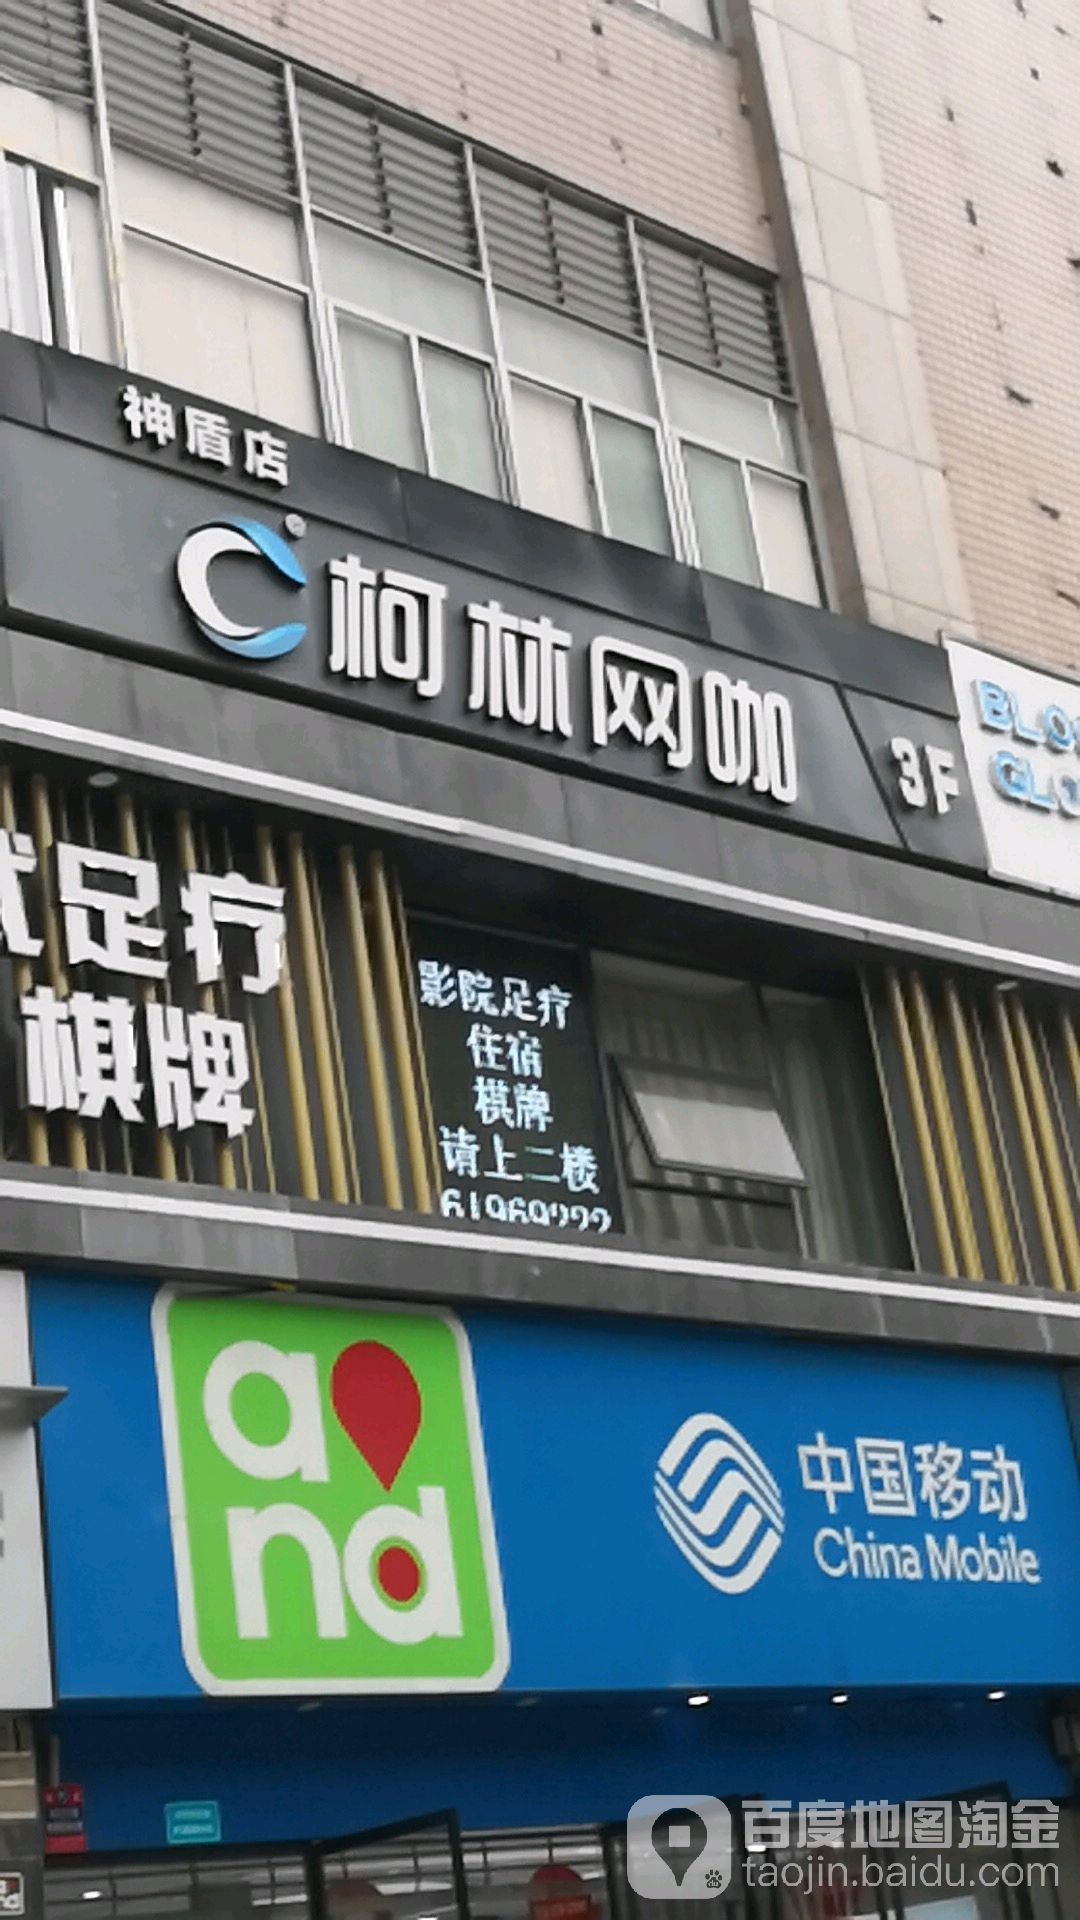 神盾店
柯林网咖
3F
足疗
棋牌
影院足疗
住宿
棋牌
请上二楼
61969222
and
中国移动
China Mobile
百度地图淘金
taojin.baidu.com